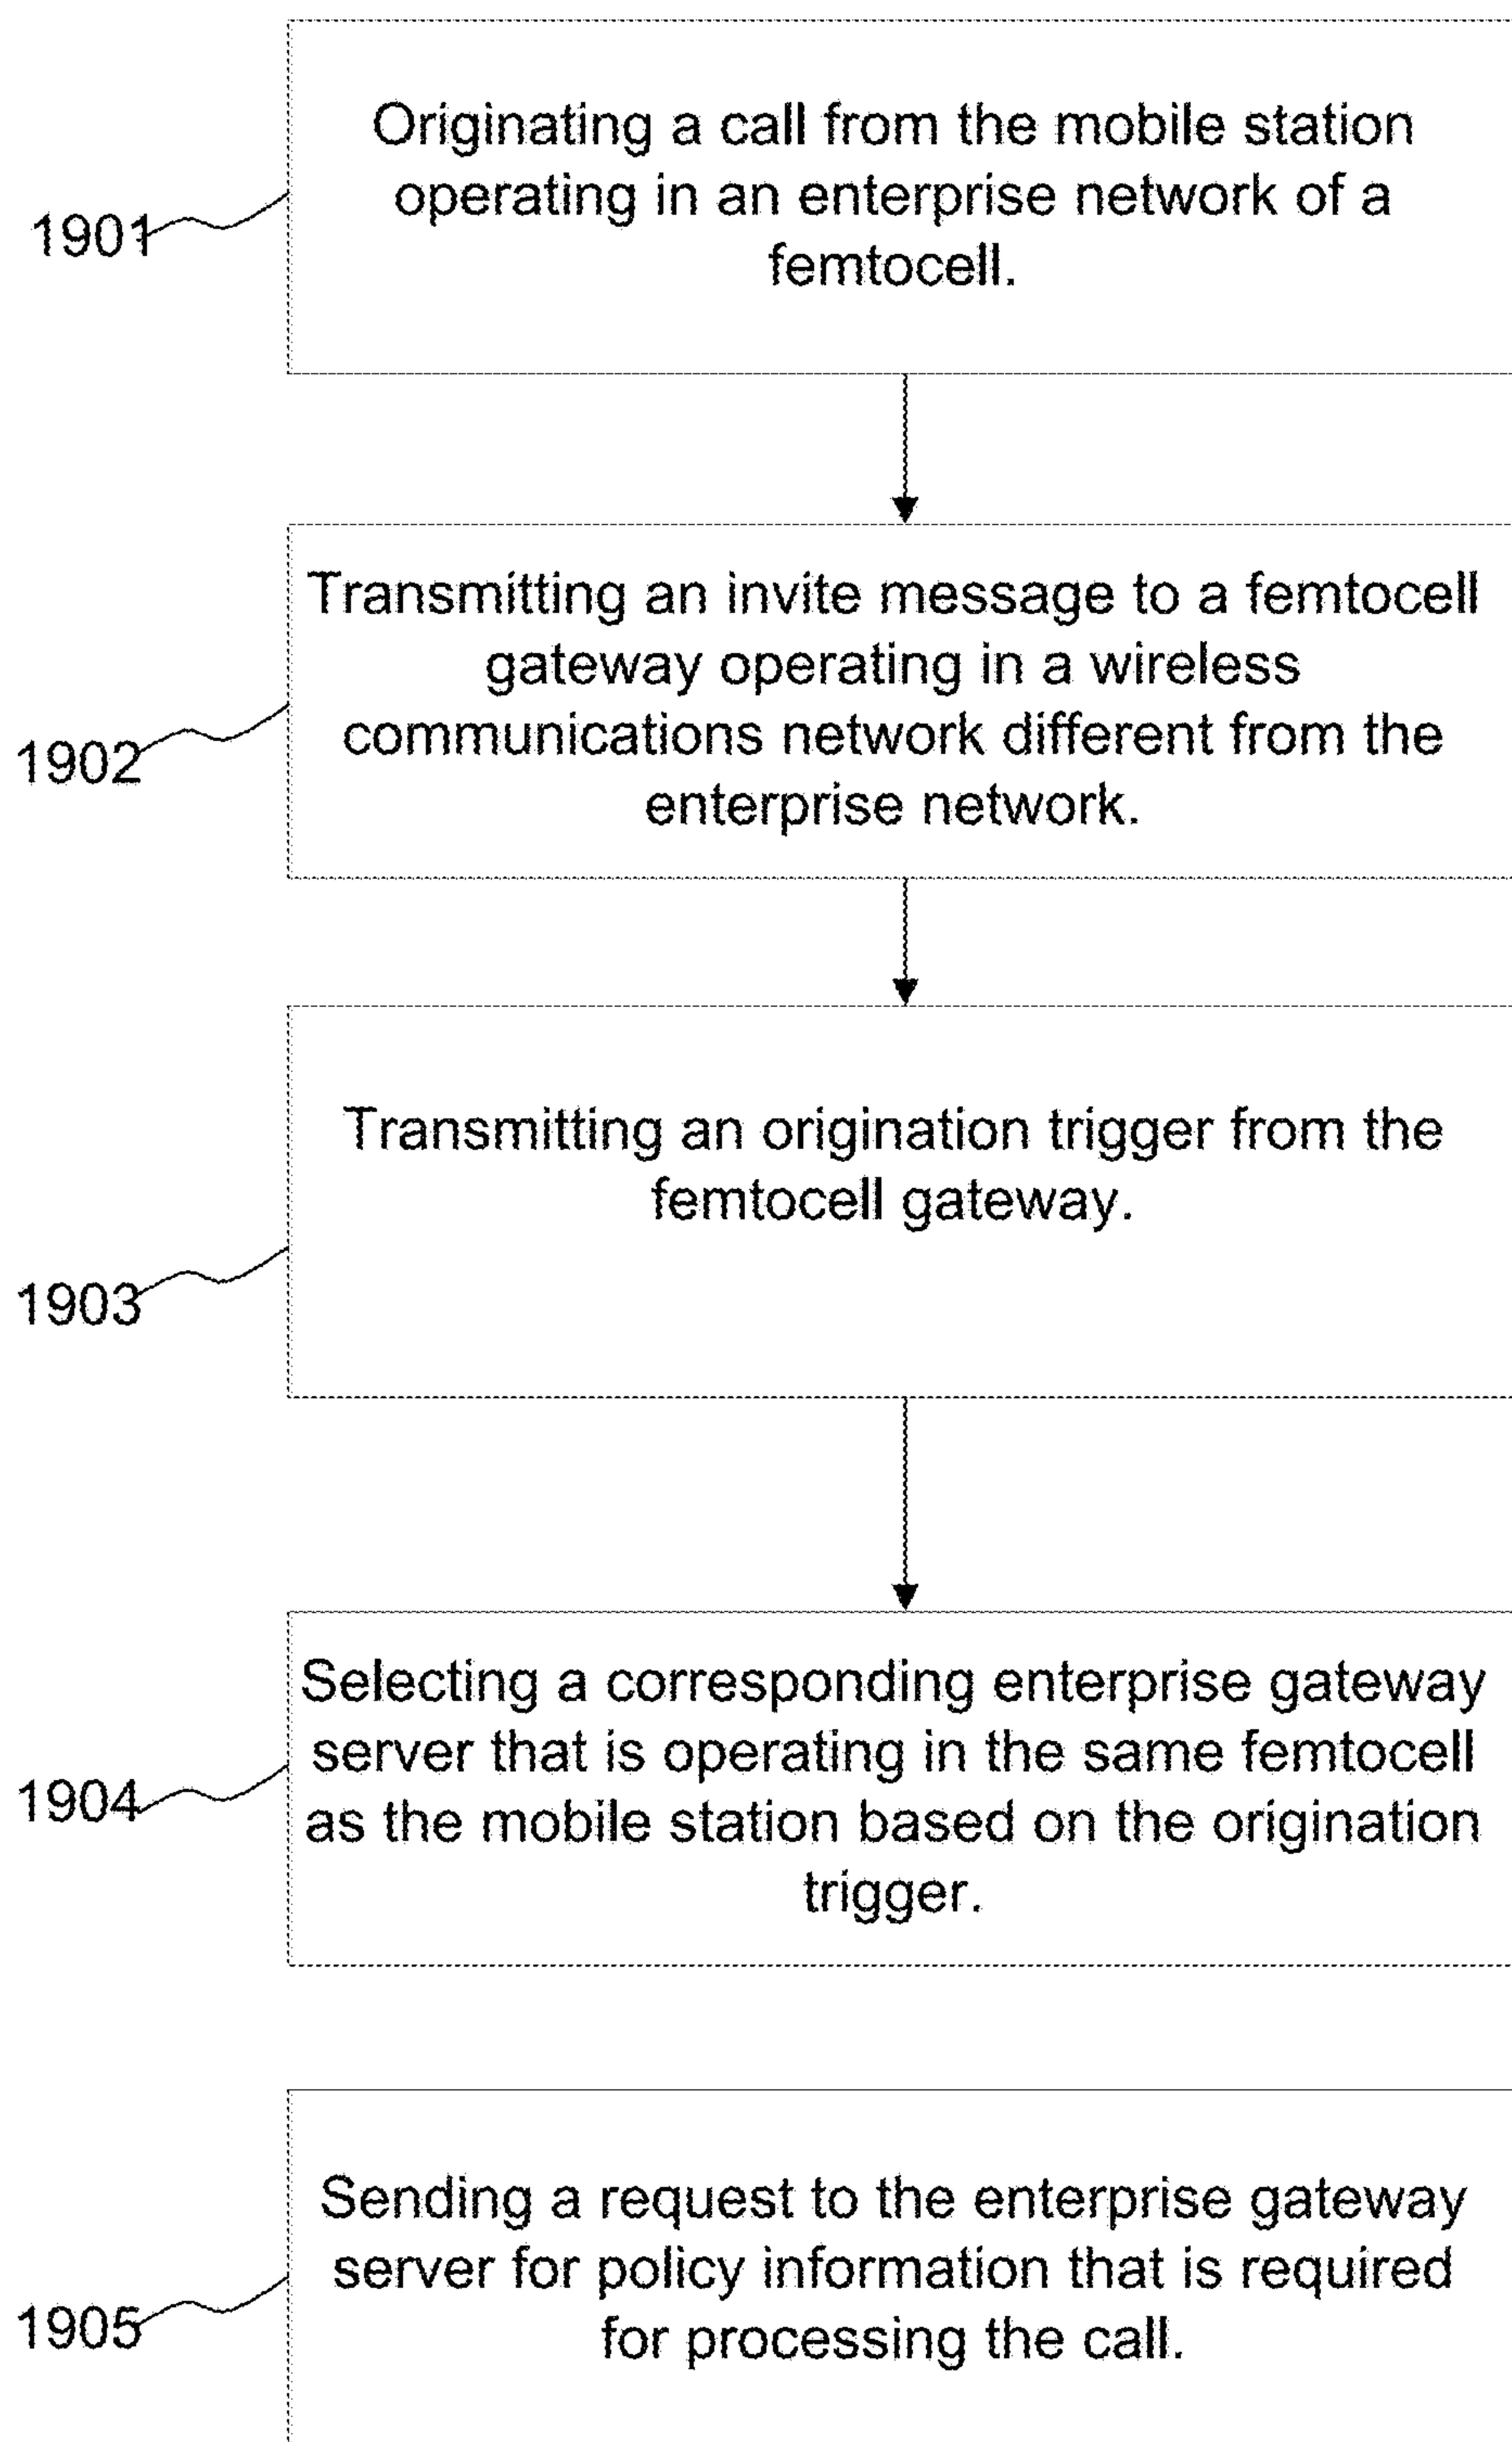 Originating a call from the mobile station
operating in an enterprise network of a
femtocell.
1901
Transmitting an invite message to a femtocell
gateway operating in a wireless
communications network different from the
enterprise network.
1902
Transmitting an origination trigger from the
femtocell gateway.
1903
Selecting a corresponding enterprise gateway
server that is operating in the same femtocell
as the mobile station based on the origination
trigger.
1904
Sending a request to the enterprise gateway
server for policy information that is required
for processing the call.
1905